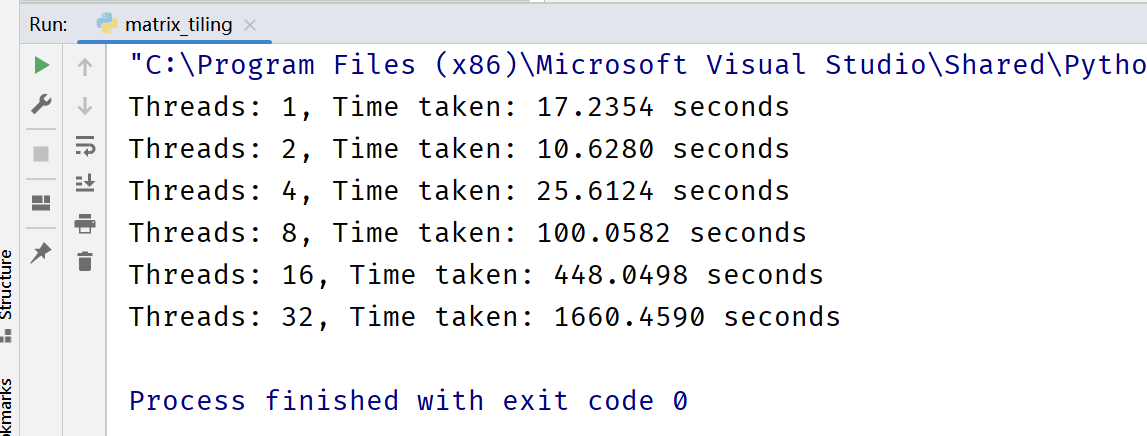 Run: matrix_tiling
"C:\Program Files (x86)\Microsoft Visual Studio\Shared\Pytho
Threads: 1, Time taken: 17.2354 seconds
Threads: 2, Time taken: 10.6280 seconds
Threads: 4, Time taken: 25.6124 seconds
Threads: 8, Time taken: 100.0582 seconds
Threads: 16, Time taken: 448.0498 seconds
Threads: 32, Time taken: 1660.4590 seconds
Process finished with exit code 0
Structure
okmarks